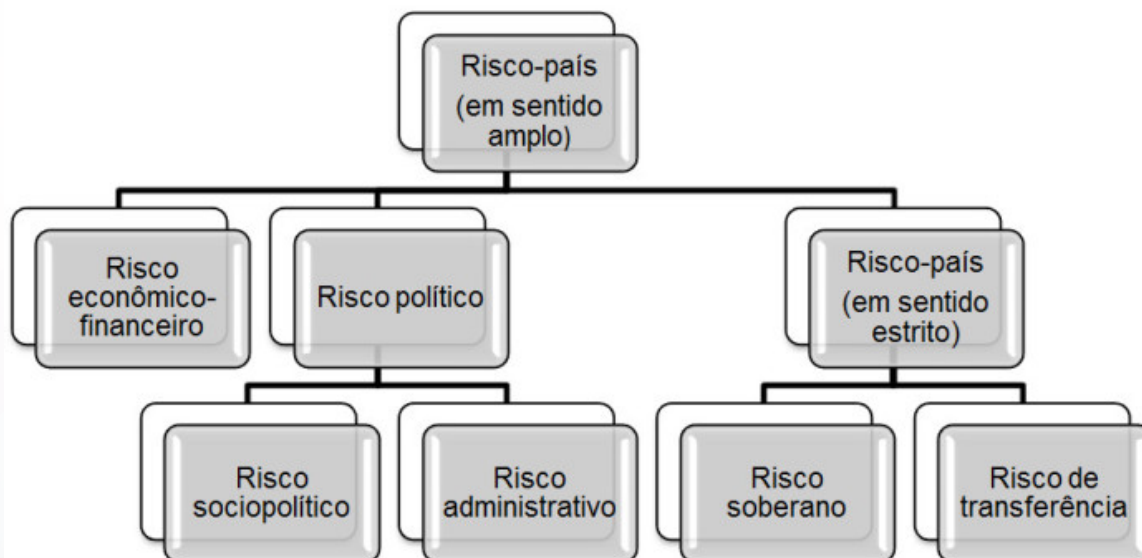 Risco-país
(em sentido
amplo)
Risco
econômico-
financeiro
Risco político
Risco-país
(em sentido
estrito)
Risco
sociopolítico
Risco
administrativo
Risco
soberano
Risco de
transferência